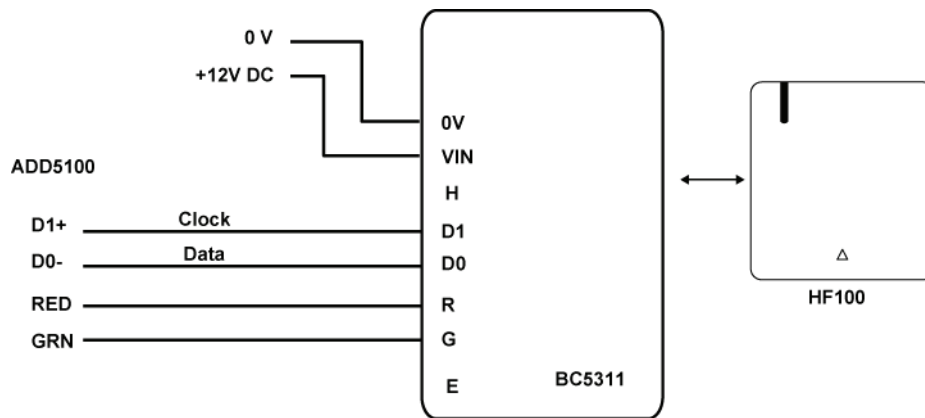 0 V
+12V DC
0V
VIN
ADD5100
H
D1+ Clock D1
D0- Data D0
RED R
GRN G
E BC5311
HF100